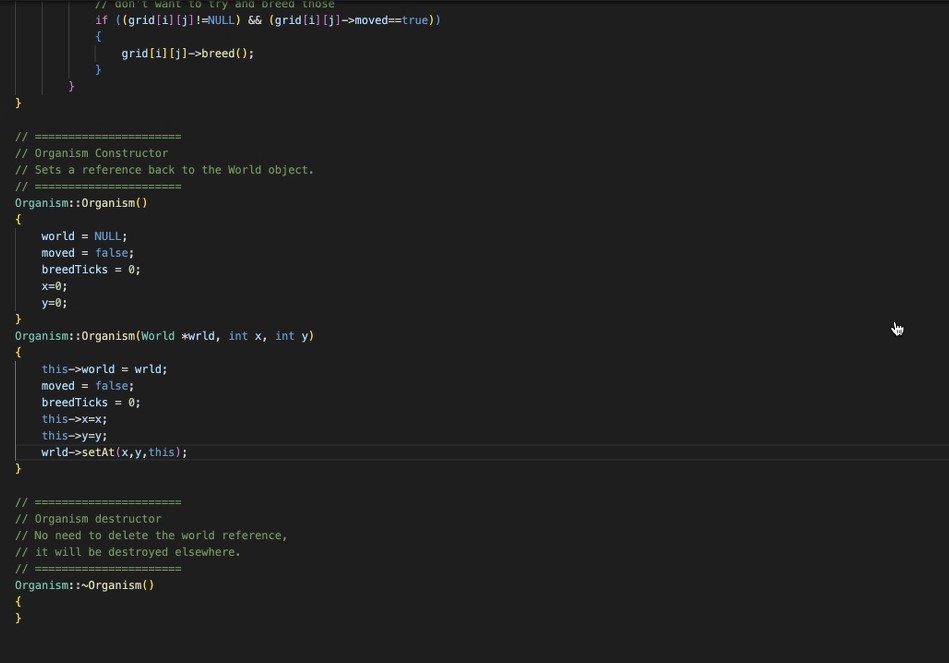 // don't want to try and breed those
if ((grid[i][j]!=NULL) && (grid[i][j]->moved==true))
{
grid[i][j]->breed();
}
}
}
// ======================
// Organism Constructor
// Sets a reference back to the World object.
// ======================
Organism::Organism()
{
world = NULL;
moved = false;
breedTicks = 0;
x=0;
y=0;
}
Organism::Organism(World *wrld, int x, int y)
{
this->world = wrld;
moved = false;
breedTicks = 0;
this->x=x;
this->y=y;
wrld->setAt(x,y,this);
}
// ======================
// Organism destructor
// No need to delete the world reference,
// it will be destroyed elsewhere.
// ======================
Organism::~Organism()
{
}